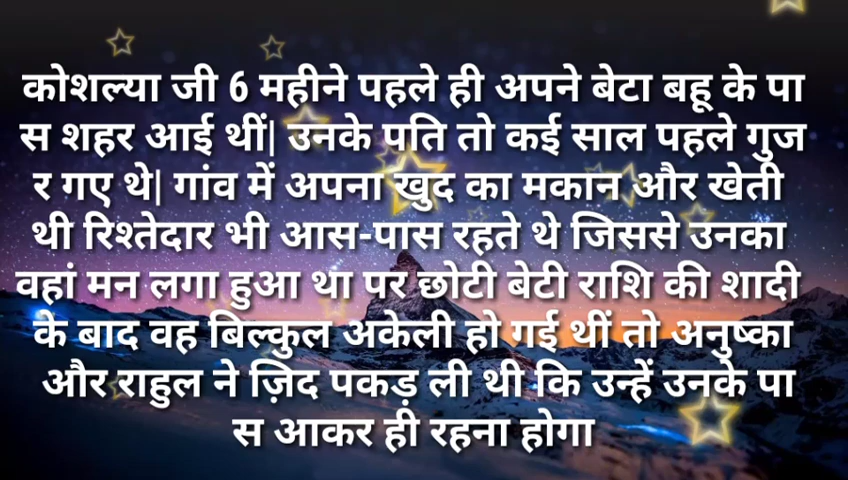 कोशल्या जी 6 महीने पहले ही अपने बेटा बहू के पा
स शहर आई थीं| उनके पति तो कई साल पहले गुज
र गए थे| गांव में अपना खुद का मकान और खेती
थी रिश्तेदार भी आस-पास रहते थे जिससे उनका
वहां मन लगा हुआ था पर छोटी बेटी राशि की शादी
के बाद वह बिल्कुल अकेली हो गई थीं तो अनुष्का
और राहुल ने ज़िद पकड़ ली थी कि उन्हें उनके पा
स आकर ही रहना होगा